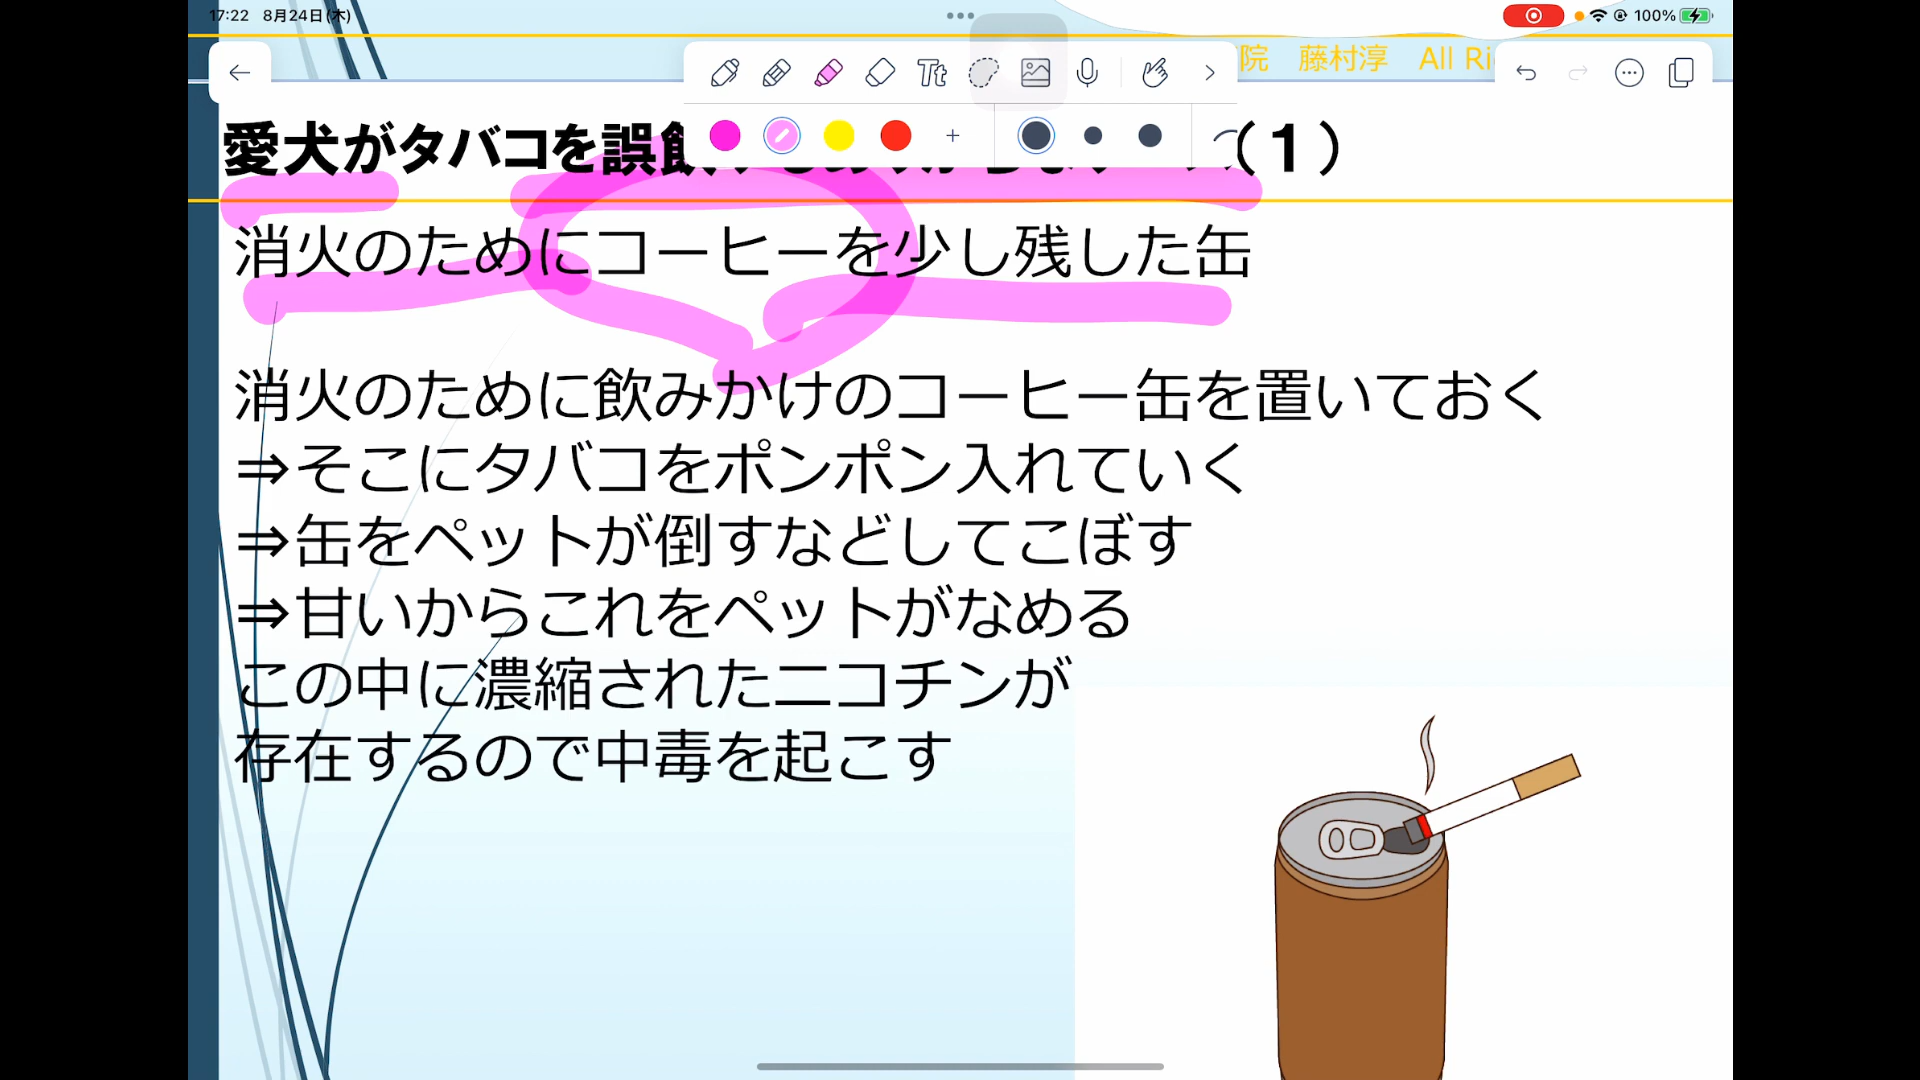 17:22 8月24日(木)
100%
院 藤村淳 All Ri
Tt
愛犬がタバコを誤飲 (1)
消火のためにコーヒーを少し残した缶
消火のために飲みかけのコーヒー缶を置いておく
⇒そこにタバコをポンポン入れていく
⇒缶をペットが倒すなどしてこぼす
⇒甘いからこれをペットがなめる
この中に濃縮されたニコチンが
存在するので中毒を起こす